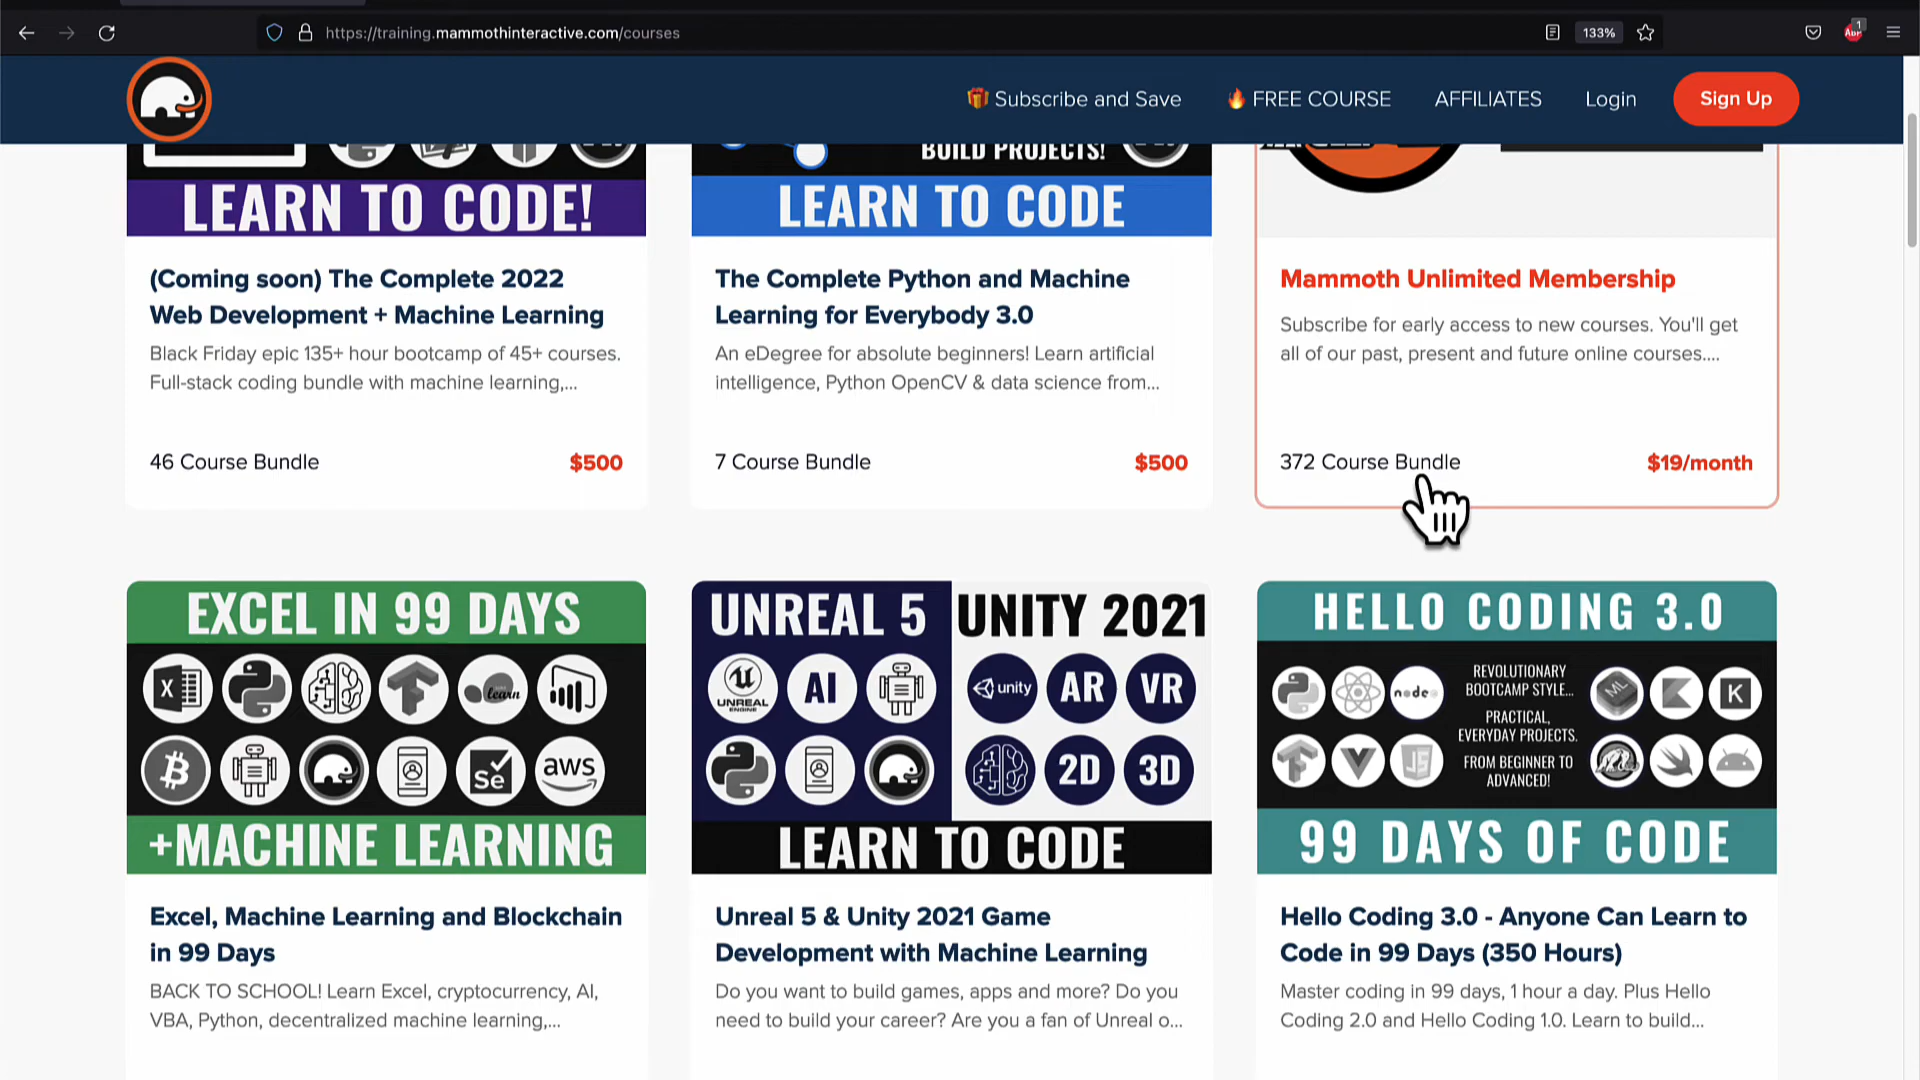 https://training.mammothinteractive.com/courses
133%
1
ABP
🎁 Subscribe and Save
🔥 FREE COURSE
AFFILIATES
Login
Sign Up
LEARN TO CODE!
(Coming soon) The Complete 2022
Web Development + Machine Learning
Black Friday epic 135+ hour bootcamp of 45+ courses.
Full-stack coding bundle with machine learning,...
46 Course Bundle
$500
BUILD PROJECTS!
LEARN TO CODE
The Complete Python and Machine
Learning for Everybody 3.0
An eDegree for absolute beginners! Learn artificial
intelligence, Python OpenCV & data science from...
7 Course Bundle
$500
Mammoth Unlimited Membership
Subscribe for early access to new courses. You'll get
all of our past, present and future online courses....
372 Course Bundle
$19/month
EXCEL IN 99 DAYS
X
learn
Se
aws
+MACHINE LEARNING
Excel, Machine Learning and Blockchain
in 99 Days
BACK TO SCHOOL! Learn Excel, cryptocurrency, AI,
VBA, Python, decentralized machine learning,...
UNREAL 5
UNITY 2021
UNREAL
ENGINE
AI
unity
AR
VR
2D
3D
LEARN TO CODE
Unreal 5 & Unity 2021 Game
Development with Machine Learning
Do you want to build games, apps and more? Do you
need to build your career? Are you a fan of Unreal o...
HELLO CODING 3.0
node
REVOLUTIONARY
BOOTCAMP STYLE...
PRACTICAL,
EVERYDAY PROJECTS.
FROM BEGINNER TO
ADVANCED!
ML
K
JS
99 DAYS OF CODE
Hello Coding 3.0 - Anyone Can Learn to
Code in 99 Days (350 Hours)
Master coding in 99 days, 1 hour a day. Plus Hello
Coding 2.0 and Hello Coding 1.0. Learn to build...